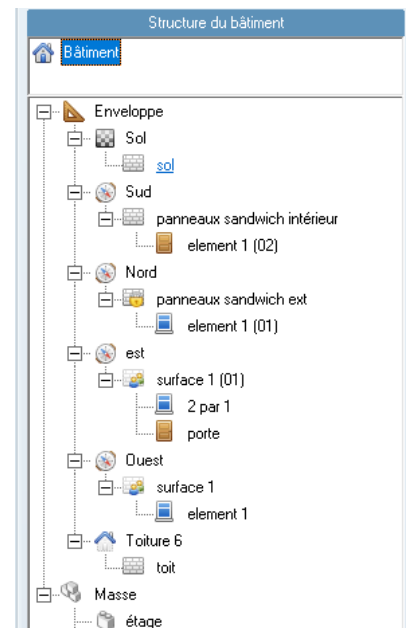 Structure du bâtiment
Bâtiment
Enveloppe
Sol
sol
Sud
panneaux sandwich intérieur
element 1 (02)
Nord
panneaux sandwich ext
element 1 (01)
est
surface 1 (01)
2 par 1
porte
Ouest
surface 1
element 1
Toiture 6
toit
Masse
étage